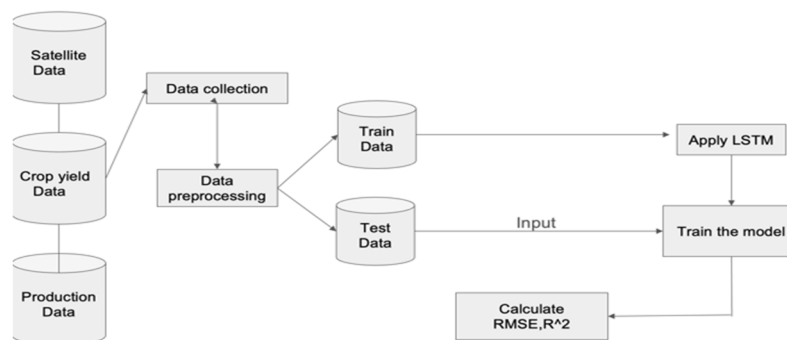 Satellite
Data
Data collection
Crop yield
Data
Data
preprocessing
Production
Data
Train
Data
Test
Data
Input
Apply LSTM
Train the model
Calculate
RMSE,R^2